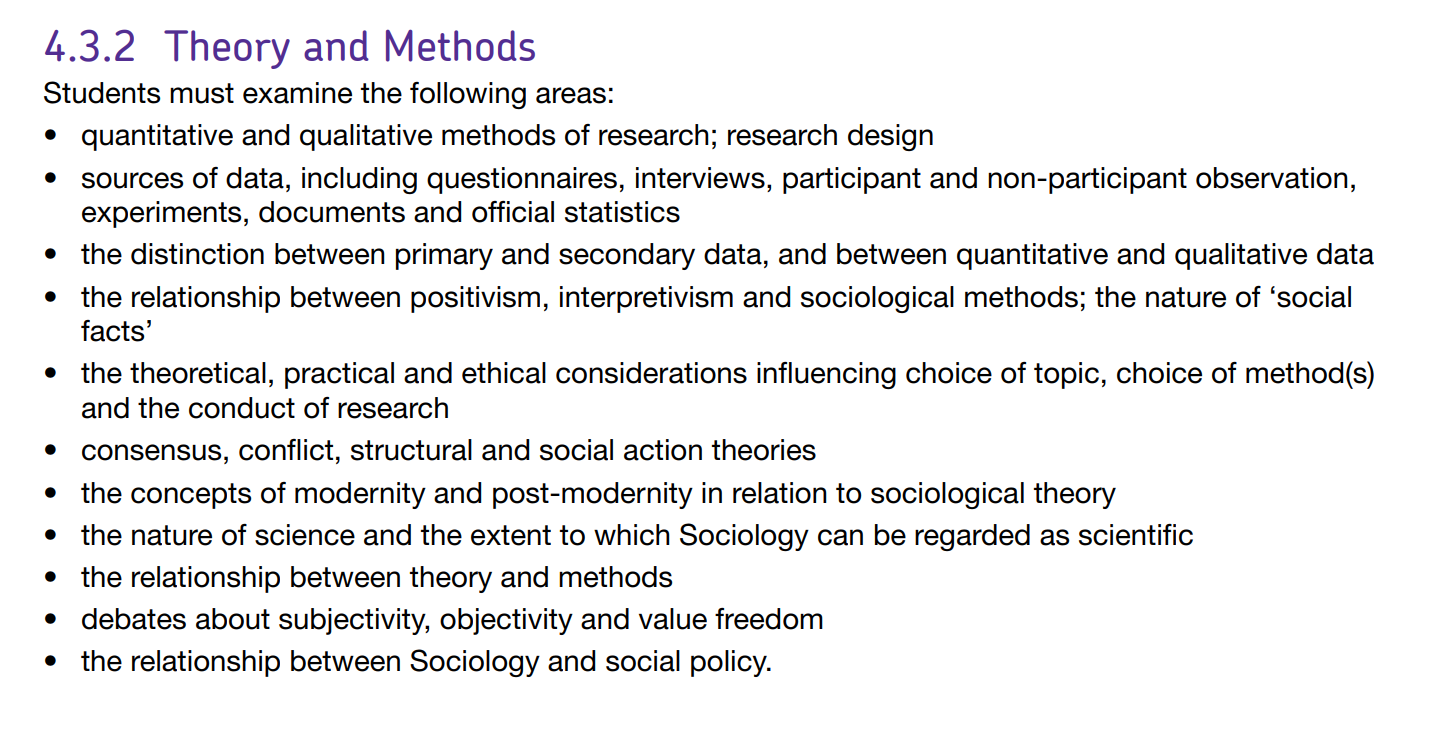 4.3.2 Theory and Methods
Students must examine the following areas:
• quantitative and qualitative methods of research; research design
• sources of data, including questionnaires, interviews, participant and non-participant observation,
experiments, documents and official statistics
• the distinction between primary and secondary data, and between quantitative and qualitative data
• the relationship between positivism, interpretivism and sociological methods; the nature of ‘social
facts’
• the theoretical, practical and ethical considerations influencing choice of topic, choice of method(s)
and the conduct of research
• consensus, conflict, structural and social action theories
• the concepts of modernity and post-modernity in relation to sociological theory
• the nature of science and the extent to which Sociology can be regarded as scientific
• the relationship between theory and methods
• debates about subjectivity, objectivity and value freedom
• the relationship between Sociology and social policy.